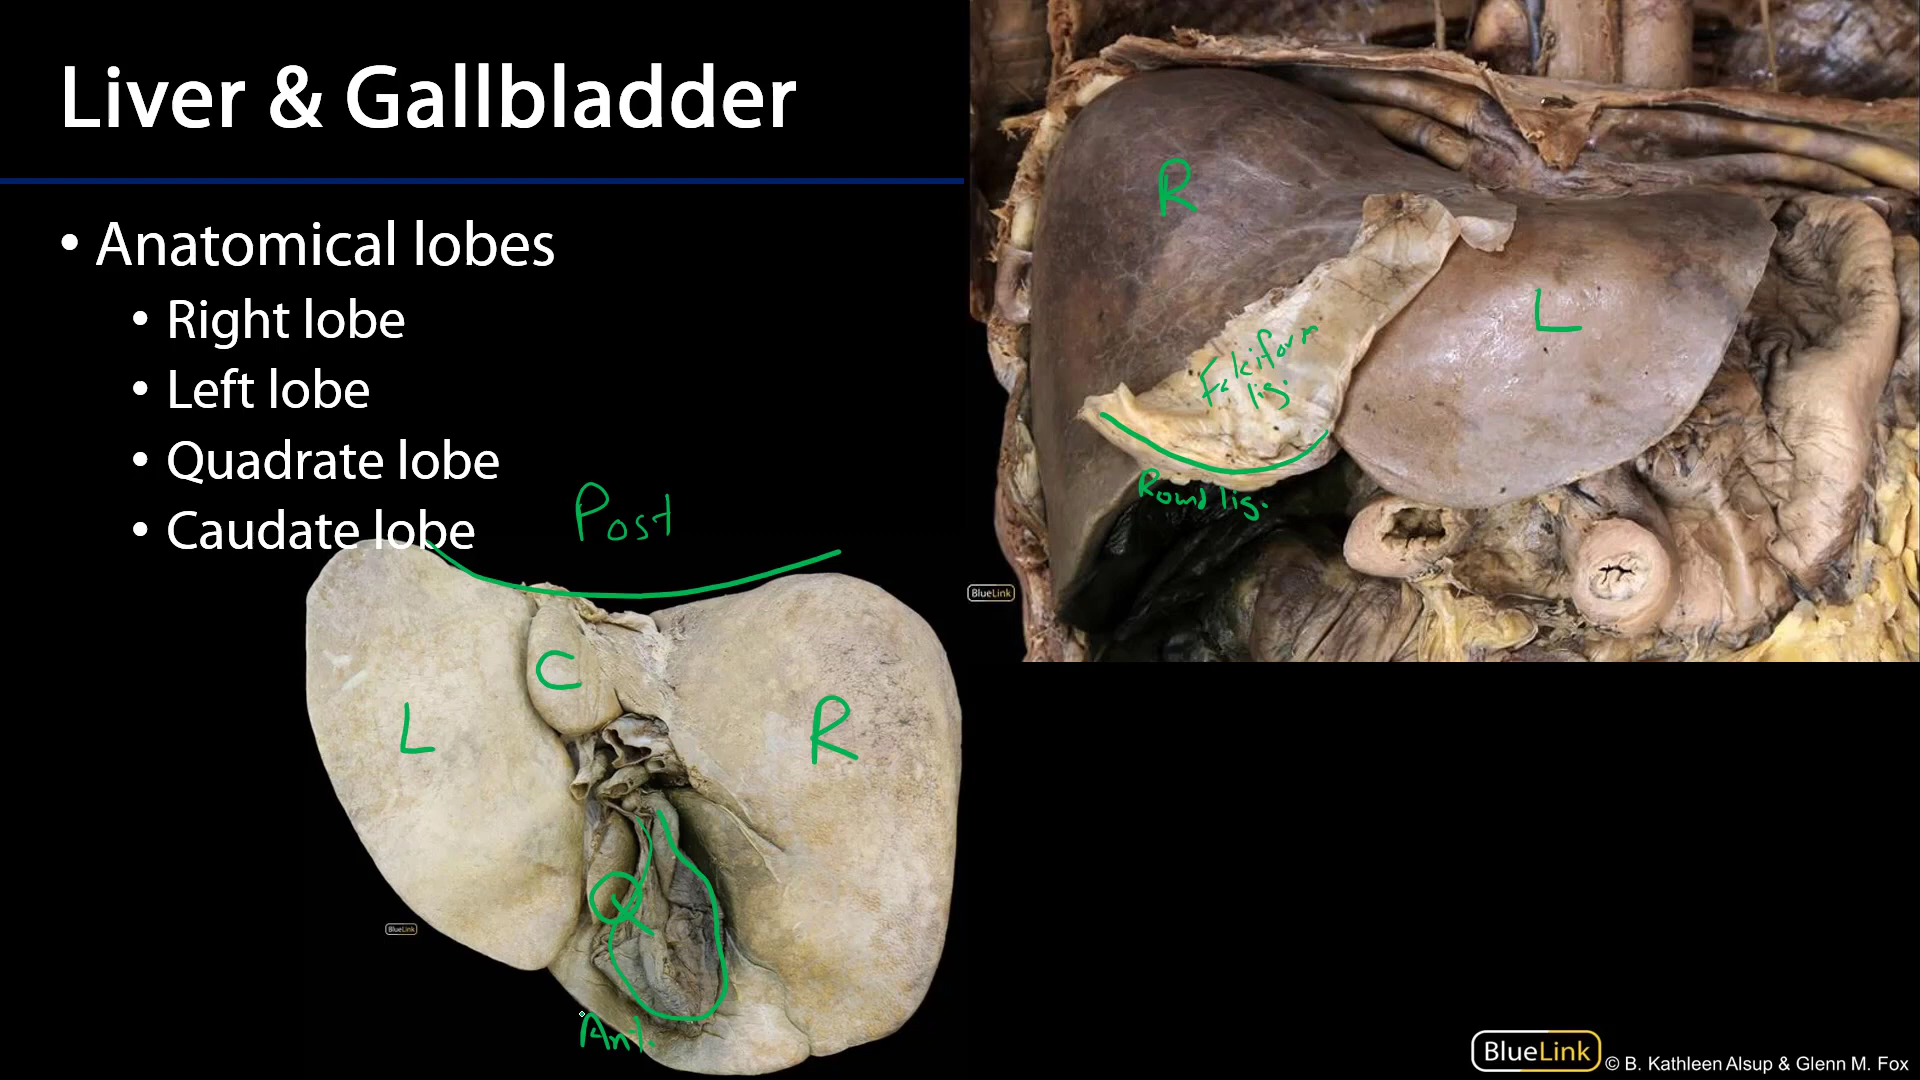 Liver & Gallbladder
• Anatomical lobes
• Right lobe
• Left lobe
• Quadrate lobe
• Caudate lobe
Post
C
L
R
Q
Ant.
BlueLink
R
L
Falciform
lig.
Round lig.
BlueLink
BlueLink © B. Kathleen Alsup & Glenn M. Fox